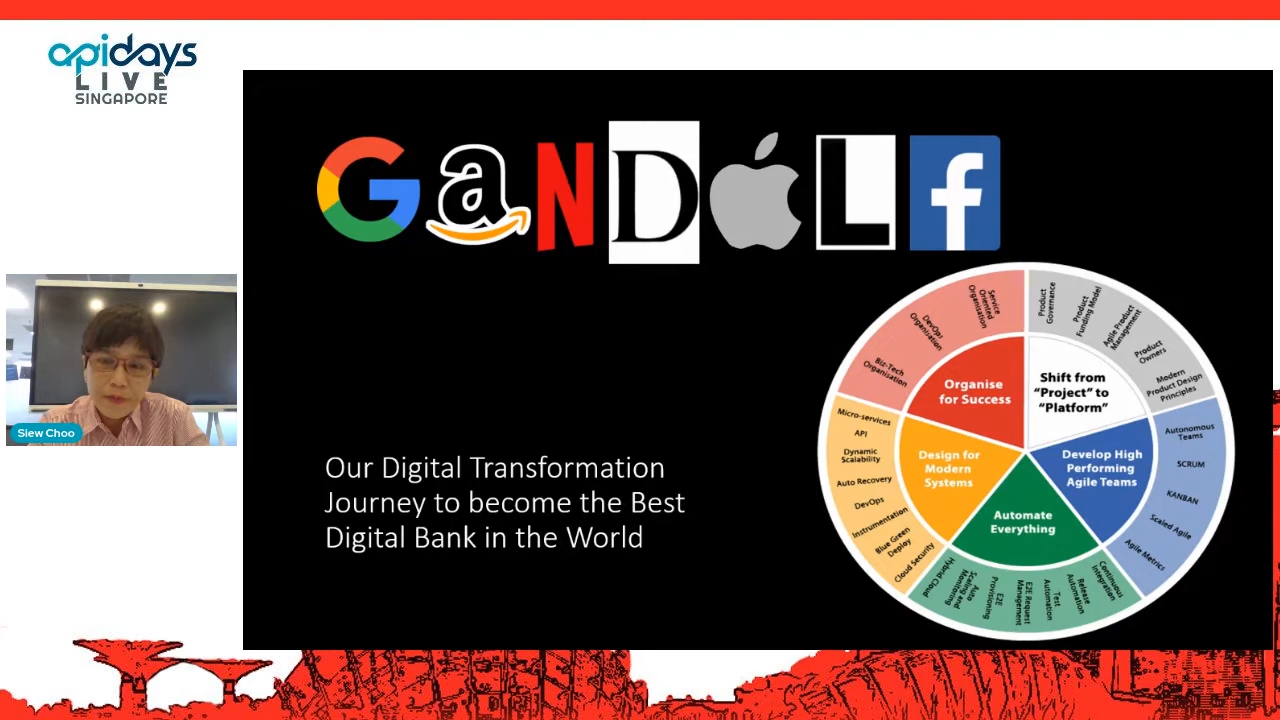 apidays
LIVE
SINGAPORE
GaNDLf
Siew Choo
Our Digital Transformation
Journey to become the Best
Digital Bank in the World
Organise
for Success
Shift from
“Project” to
“Platform”
Develop High
Performing
Agile Teams
Automate
Everything
Design for
Modern
Systems
Biz-Tech
Organisation
DevOps
Organisation
Service
Oriented
Organisation
Product
Governance
Product
Funding Model
Agile Product
Management
Product
Owners
Modern
Product Design
Principles
Autonomous
Teams
SCRUM
KANBAN
Scaled Agile
Agile Metrics
Continuous
Integration
Release
Automation
Test
Automation
E2E Request
Management
E2E
Provisioning
Auto
Scaling and
Monitoring
Hybrid Cloud
Cloud Security
Blue Green
Deploy
Instrumentation
DevOps
Auto Recovery
Dynamic
Scalability
API
Micro-services